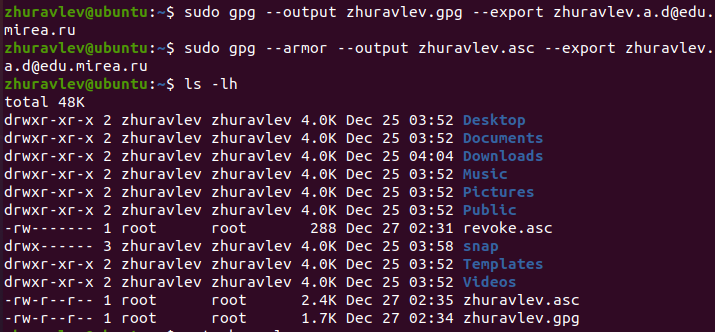 zhuravlev@ubuntu:~$ sudo gpg --output zhuravlev.gpg --export zhuravlev.a.d@edu.
mirea.ru
zhuravlev@ubuntu:~$ sudo gpg --armor --output zhuravlev.asc --export zhuravlev.
a.d@edu.mirea.ru
zhuravlev@ubuntu:~$ ls -lh
total 48K
drwxr-xr-x 2 zhuravlev zhuravlev 4.0K Dec 25 03:52 Desktop
drwxr-xr-x 2 zhuravlev zhuravlev 4.0K Dec 25 03:52 Documents
drwxr-xr-x 2 zhuravlev zhuravlev 4.0K Dec 25 04:04 Downloads
drwxr-xr-x 2 zhuravlev zhuravlev 4.0K Dec 25 03:52 Music
drwxr-xr-x 2 zhuravlev zhuravlev 4.0K Dec 25 03:52 Pictures
drwxr-xr-x 2 zhuravlev zhuravlev 4.0K Dec 25 03:52 Public
-rw------- 1 root      root       288 Dec 27 02:31 revoke.asc
drwx------ 3 zhuravlev zhuravlev 4.0K Dec 25 03:58 snap
drwxr-xr-x 2 zhuravlev zhuravlev 4.0K Dec 25 03:52 Templates
drwxr-xr-x 2 zhuravlev zhuravlev 4.0K Dec 25 03:52 Videos
-rw-r--r-- 1 root      root      2.4K Dec 27 02:35 zhuravlev.asc
-rw-r--r-- 1 root      root      1.7K Dec 27 02:34 zhuravlev.gpg